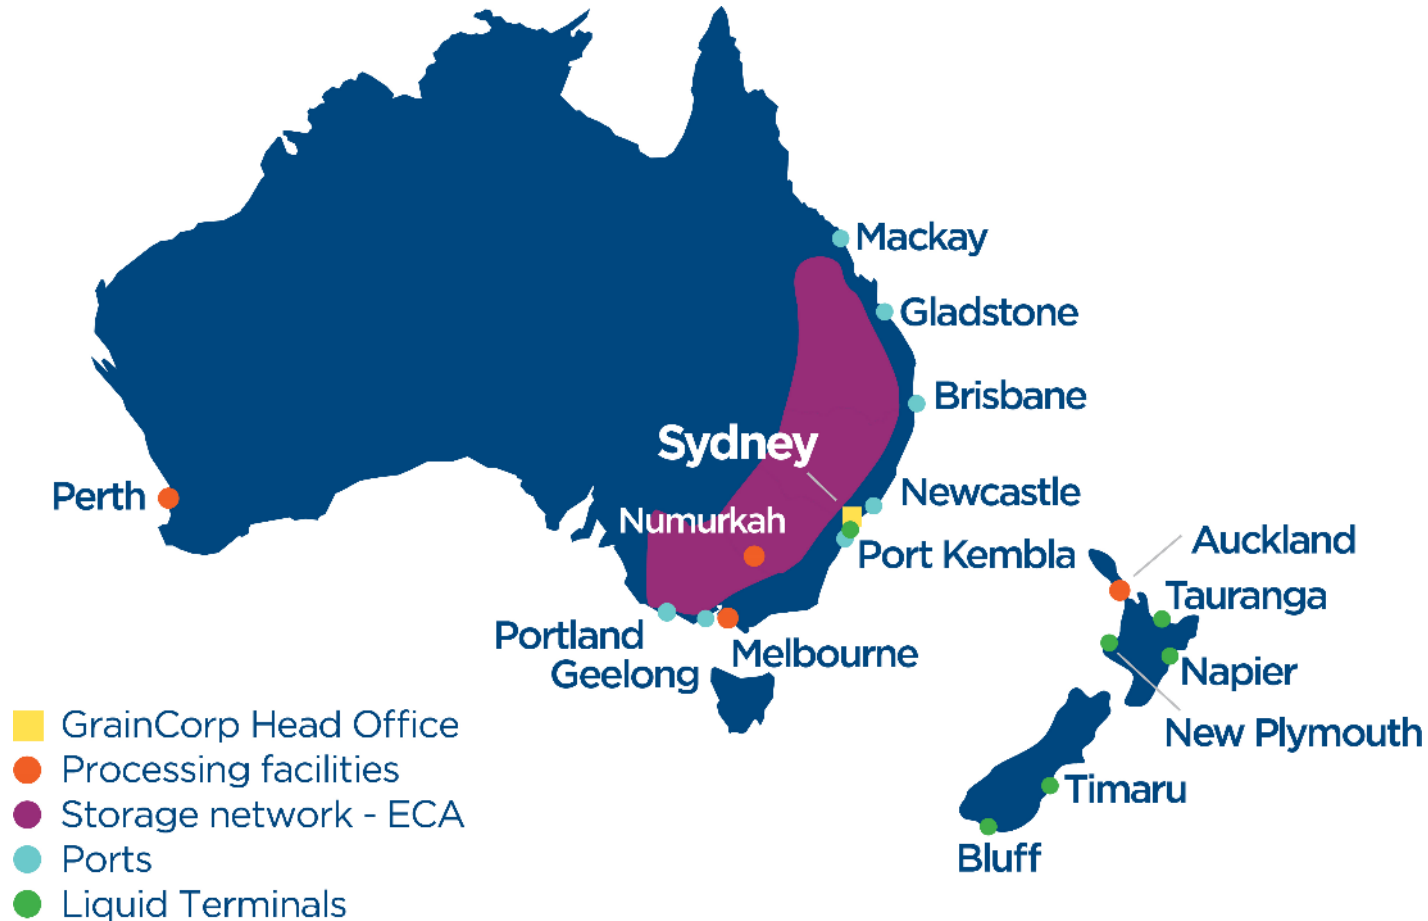 Mackay
Gladstone
Brisbane
Sydney
Newcastle
Perth
Numurkah
Port Kembla
Auckland
Tauranga
Portland
Melbourne
Geelong
Napier
New Plymouth
Timaru
Bluff
GrainCorp Head Office
Processing facilities
Storage network - ECA
Ports
Liquid Terminals